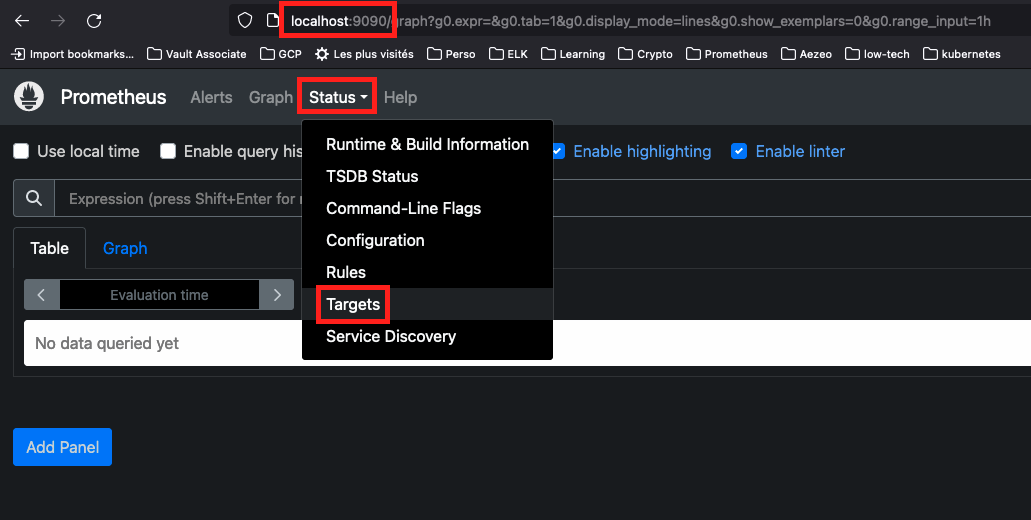 localhost:9090/graph?g0.expr=&g0.tab=1&g0.display_mode=lines&g0.show_exemplars=0&g0.range_input=1h
Import bookmarks... Vault Associate GCP Les plus visités Perso ELK Learning Crypto Prometheus Aezeo low-tech kubernetes
Prometheus Alerts Graph Status Help
Use local time Enable query his Enable highlighting Enable linter
Runtime & Build Information
TSDB Status
Command-Line Flags
Configuration
Rules
Targets
Service Discovery
Expression (press Shift+Enter for
Table Graph
Evaluation time
No data queried yet
Add Panel